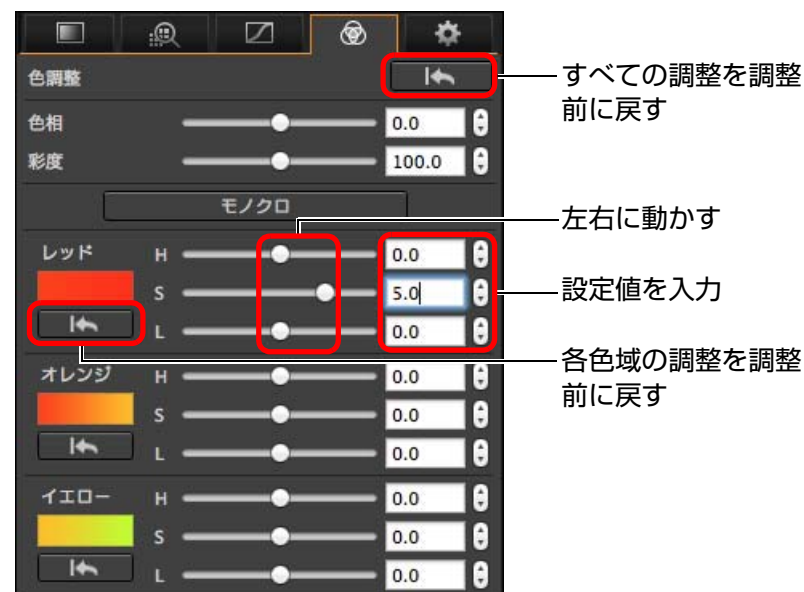 色調整
すべての調整を調整
前に戻す
色相 0.0
彩度 100.0
モノクロ
左右に動かす
レッド H 0.0
S 5.0
設定値を入力
L 0.0
各色域の調整を調整
前に戻す
オレンジ H 0.0
S 0.0
L 0.0
イエロー H 0.0
S 0.0
L 0.0